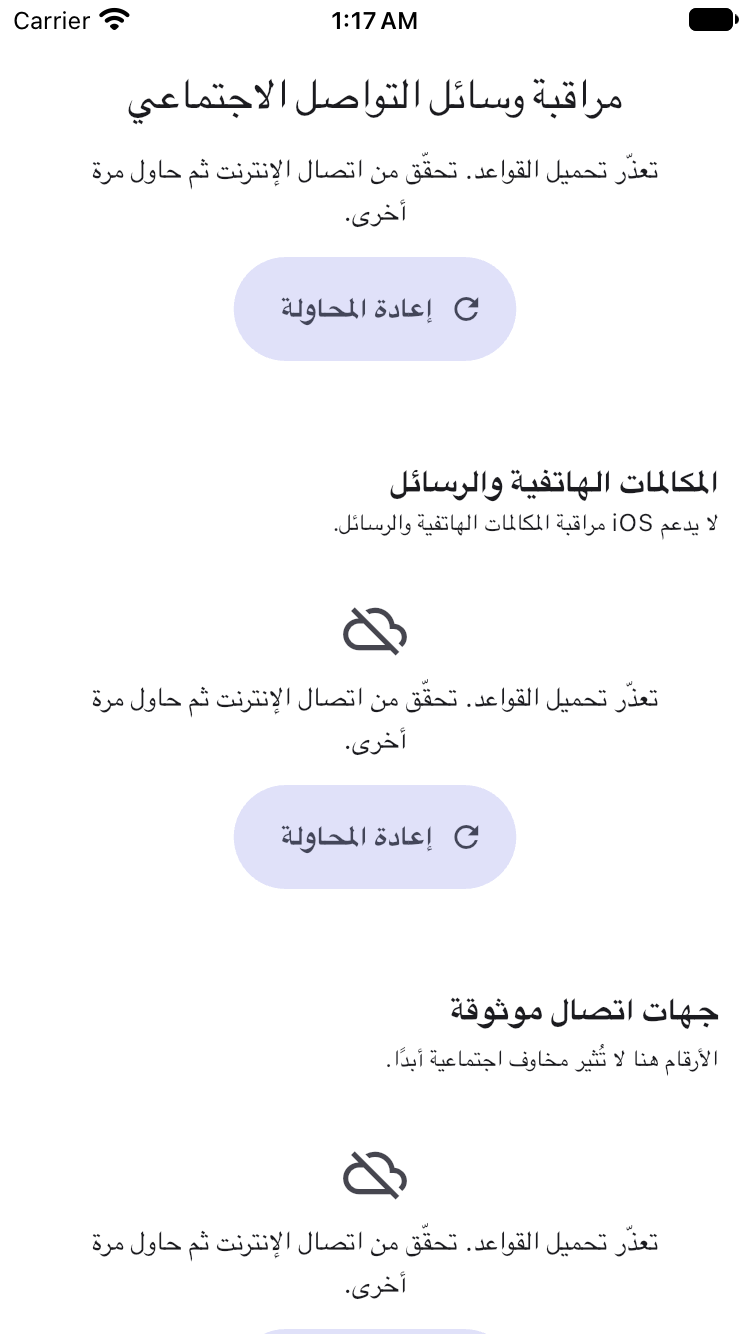 Carrier 1:17 AM
مراقبة وسائل التواصل الاجتماعي
تعذّر تحميل القواعد. تحقّق من اتصال الإنترنت ثم حاول مرة
أخرى.
إعادة المحاولة
المكالمات الهاتفية والرسائل
لا يدعم iOS مراقبة المكالمات الهاتفية والرسائل.
تعذّر تحميل القواعد. تحقّق من اتصال الإنترنت ثم حاول مرة
أخرى.
إعادة المحاولة
جهات اتصال موثوقة
الأرقام هنا لا تُثير مخاوف اجتماعية أبدًا.
تعذّر تحميل القواعد. تحقّق من اتصال الإنترنت ثم حاول مرة
أخرى.